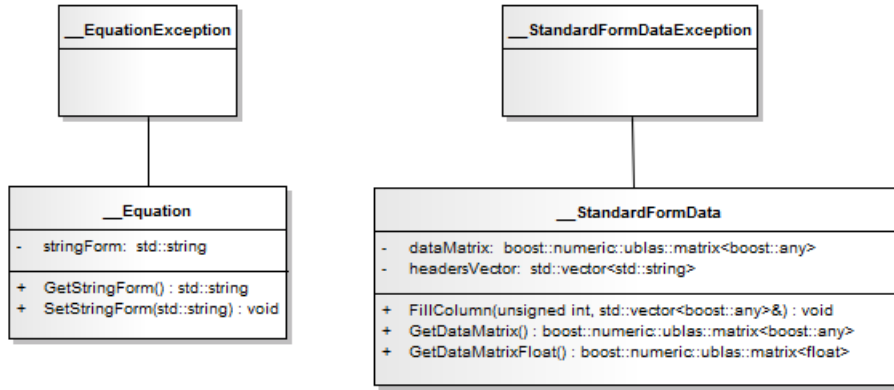 __EquationException
__StandardFormDataException
__Equation
- stringForm: std::string
+ GetStringForm() : std::string
+ SetStringForm(std::string) : void
__StandardFormData
- dataMatrix: boost::numeric::ublas::matrix<boost::any>
- headersVector: std::vector<std::string>
+ FillColumn(unsigned int, std::vector<boost::any>&) : void
+ GetDataMatrix() : boost::numeric::ublas::matrix<boost::any>
+ GetDataMatrixFloat() : boost::numeric::ublas::matrix<float>